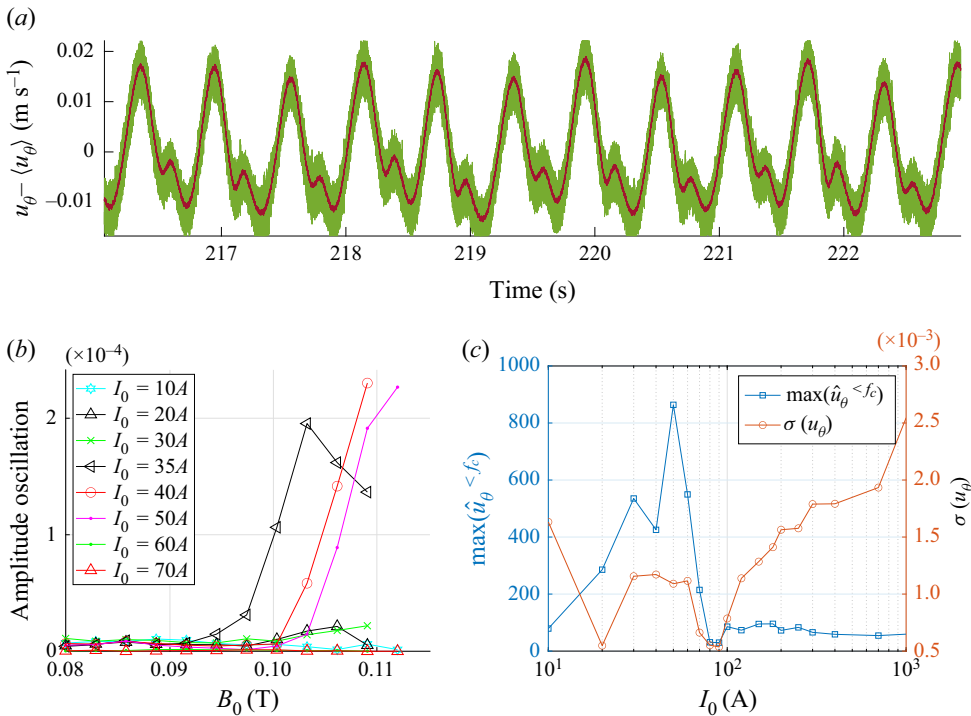 (a)
0.02
0.01
0
−0.01
u_θ − ⟨u_θ⟩ (m s⁻¹)
217 218 219 220 221 222
Time (s)
(b)
(×10⁻⁴)
I₀ = 10A
I₀ = 20A
I₀ = 30A
I₀ = 35A
I₀ = 40A
I₀ = 50A
I₀ = 60A
I₀ = 70A
2
1
0
Amplitude oscillation
0.08 0.09 0.10 0.11
B₀ (T)
(c)
(×10⁻³)
max(û_θ^{<f_c})
σ (u_θ)
1000
800
600
400
200
0
max(û_θ^{<f_c})
3.0
2.5
2.0
1.5
1.0
0.5
σ (u_θ)
10¹ 10² 10³
I₀ (A)